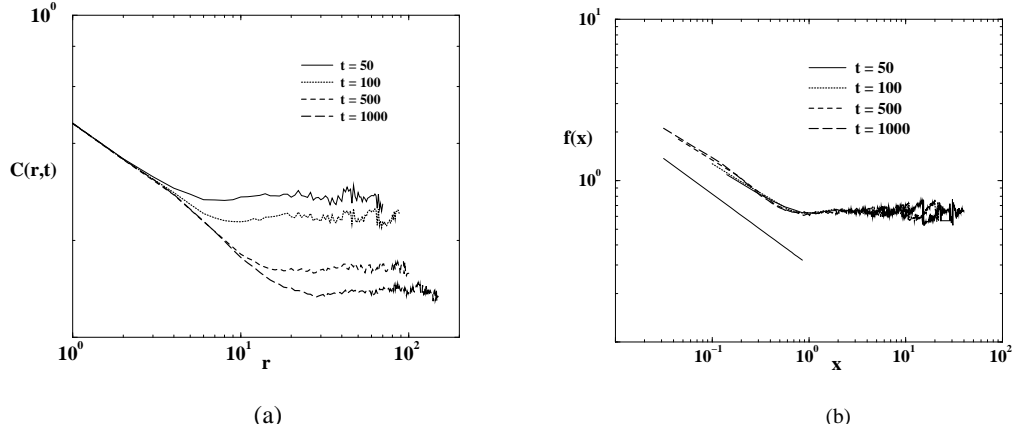 10^0
t = 50
t = 100
t = 500
t = 1000
C(r,t)
10^0
10^1
10^2
r
(a)
10^1
t = 50
t = 100
t = 500
t = 1000
f(x)
10^0
10^-1
10^0
10^1
10^2
x
(b)